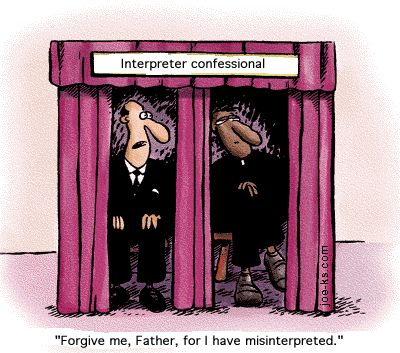 Interpreter confessional
joe-ks.com
"Forgive me, Father, for I have misinterpreted."